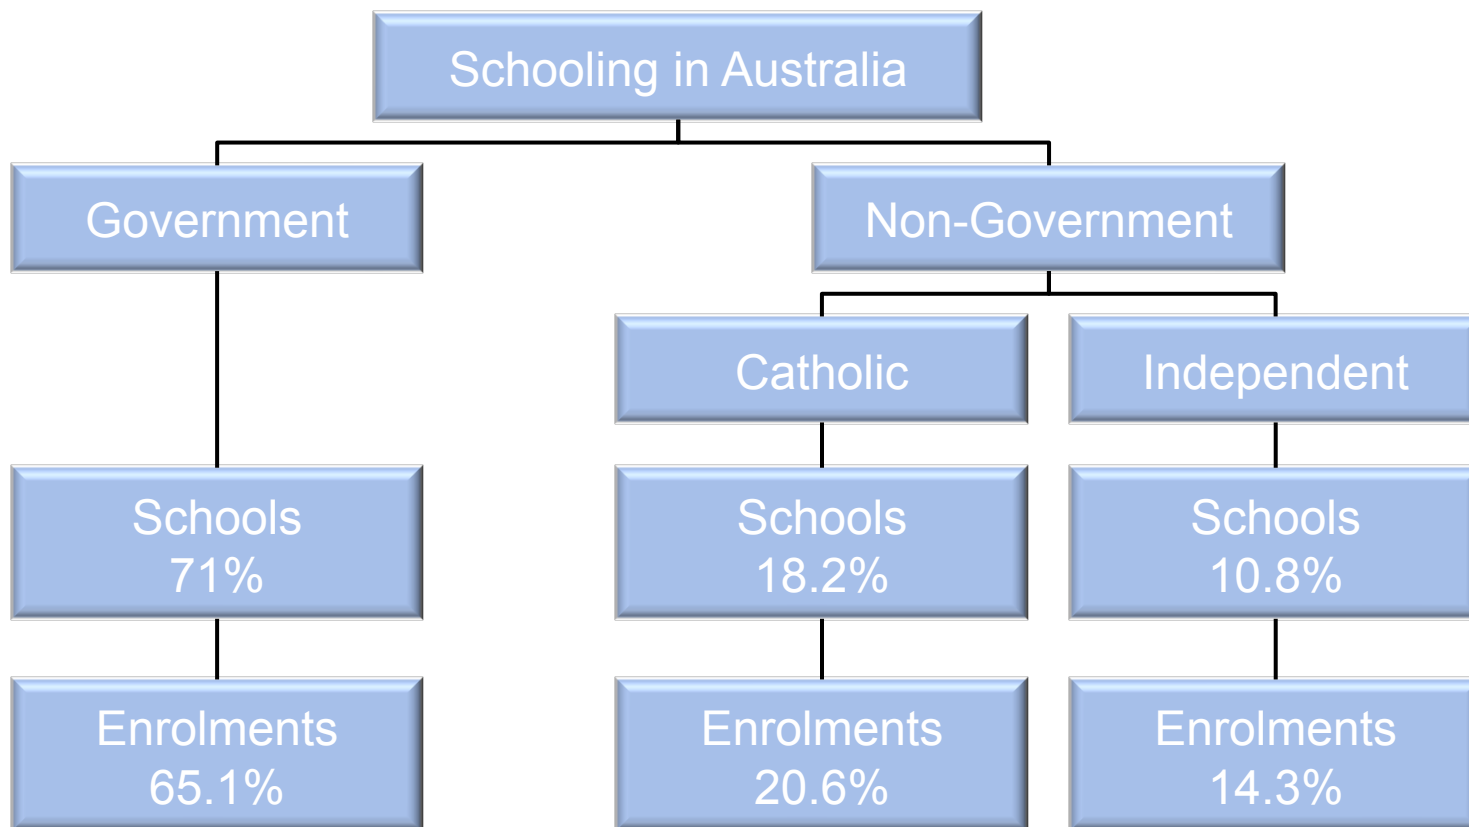 Schooling in Australia
Government
Non-Government
Catholic
Independent
Schools
71%
Schools
18.2%
Schools
10.8%
Enrolments
65.1%
Enrolments
20.6%
Enrolments
14.3%